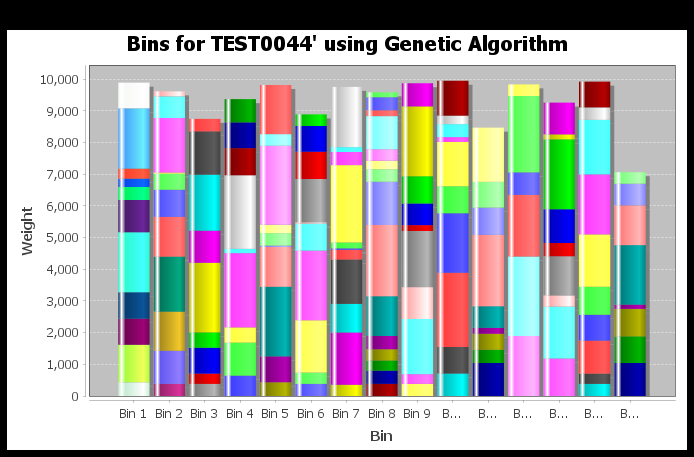 Bins for TEST0044' using Genetic Algorithm
10,000
9,000
8,000
7,000
6,000
5,000
4,000
3,000
2,000
1,000
0
Weight
Bin 1 Bin 2 Bin 3 Bin 4 Bin 5 Bin 6 Bin 7 Bin 8 Bin 9 B... B... B... B... B... B...
Bin